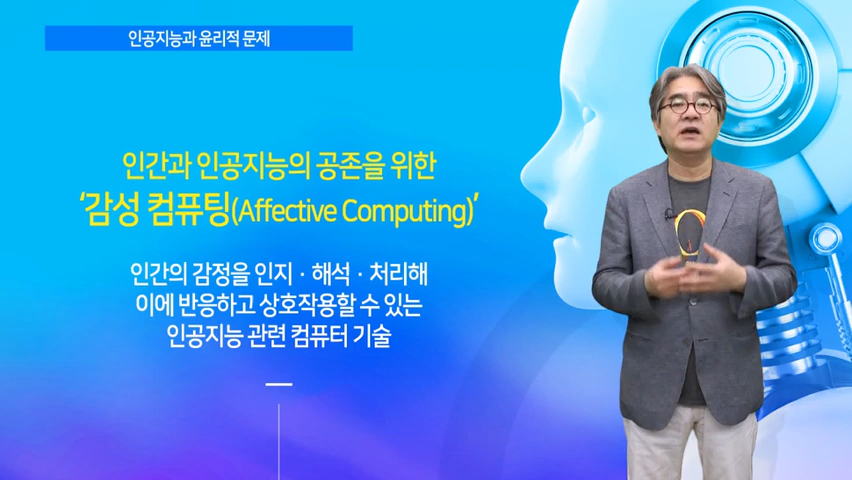 인공지능과 윤리적 문제
인간과 인공지능의 공존을 위한
‘감성 컴퓨팅(Affective Computing)’
인간의 감정을 인지 · 해석 · 처리해
이에 반응하고 상호작용할 수 있는
인공지능 관련 컴퓨터 기술